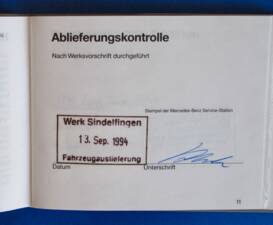 Ablieferungskontrolle
Nach Werksvorschrift durchgeführt
Stempel der Mercedes-Benz Service-Station
Werk Sindelfingen
13. Sep. 1994
Fahrzeugauslieferung
Datum
Unterschrift
11